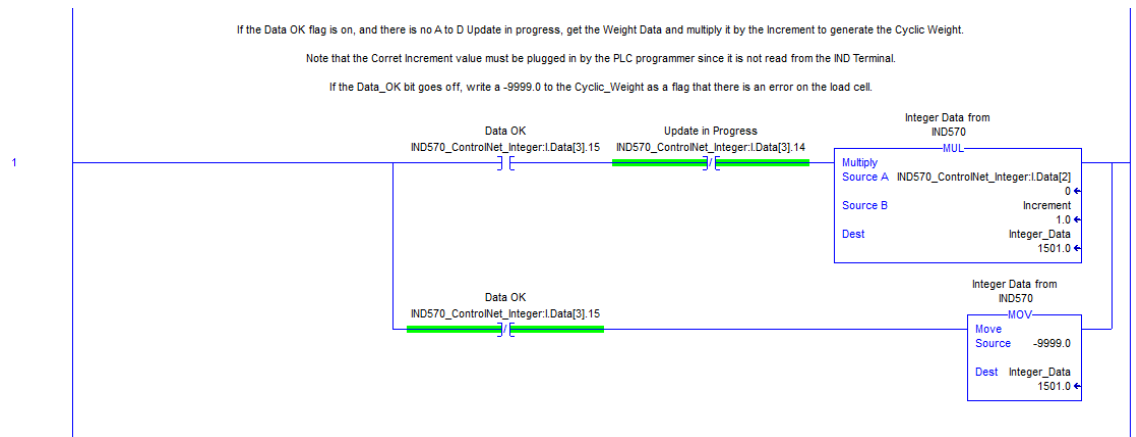 If the Data OK flag is on, and there is no A to D Update in progress, get the Weight Data and multiply it by the Increment to generate the Cyclic Weight.
Note that the Corret Increment value must be plugged in by the PLC programmer since it is not read from the IND Terminal.
If the Data_OK bit goes off, write a -9999.0 to the Cyclic_Weight as a flag that there is an error on the load cell.
1
Data OK
IND570_ControlNet_Integer:I.Data[3].15
Update in Progress
IND570_ControlNet_Integer:I.Data[3].14
Integer Data from
IND570
MUL
Multiply
Source A IND570_ControlNet_Integer:I.Data[2]
0
Source B Increment
1.0
Dest Integer_Data
1501.0
Data OK
IND570_ControlNet_Integer:I.Data[3].15
Integer Data from
IND570
MOV
Move
Source -9999.0
Dest Integer_Data
1501.0